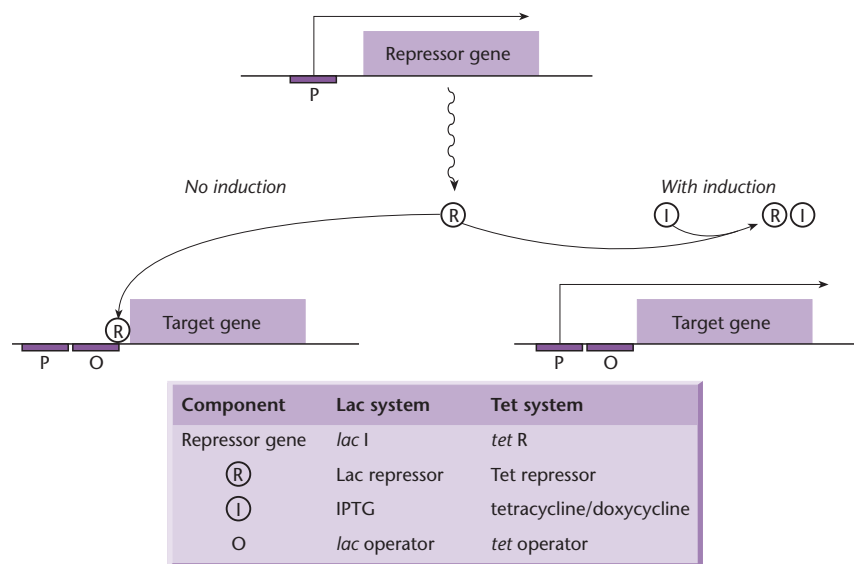 Repressor gene
P
No induction
With induction
R
I
R I
R
Target gene
Target gene
P O
P O
Component Lac system Tet system
Repressor gene lac I tet R
R Lac repressor Tet repressor
I IPTG tetracycline/doxycycline
O lac operator tet operator